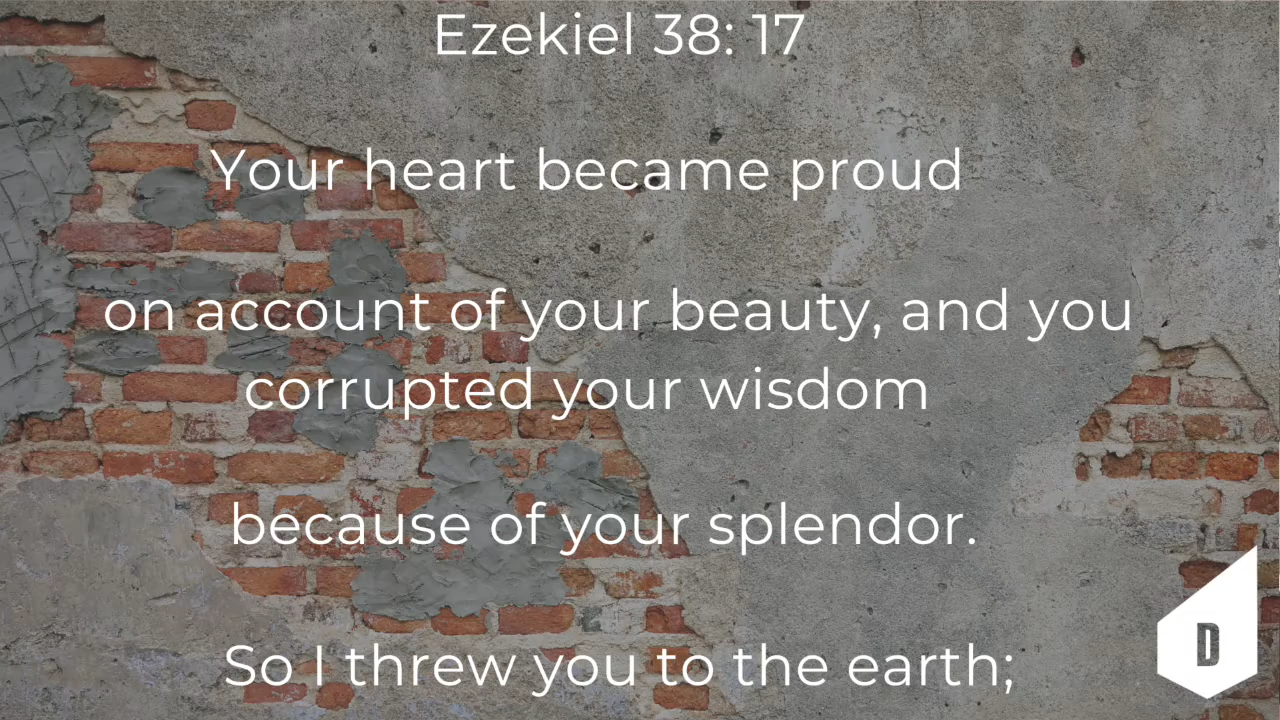 Ezekiel 38: 17
Your heart became proud
on account of your beauty, and you
corrupted your wisdom
because of your splendor.
So I threw you to the earth;
D